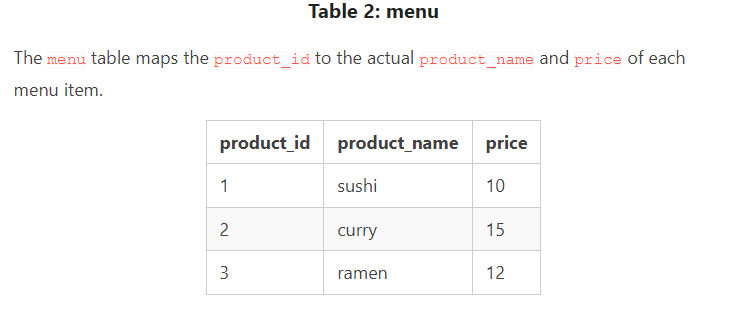 Table 2: menu
The menu table maps the product_id to the actual product_name and price of each
menu item.
product_id product_name price
1 sushi 10
2 curry 15
3 ramen 12